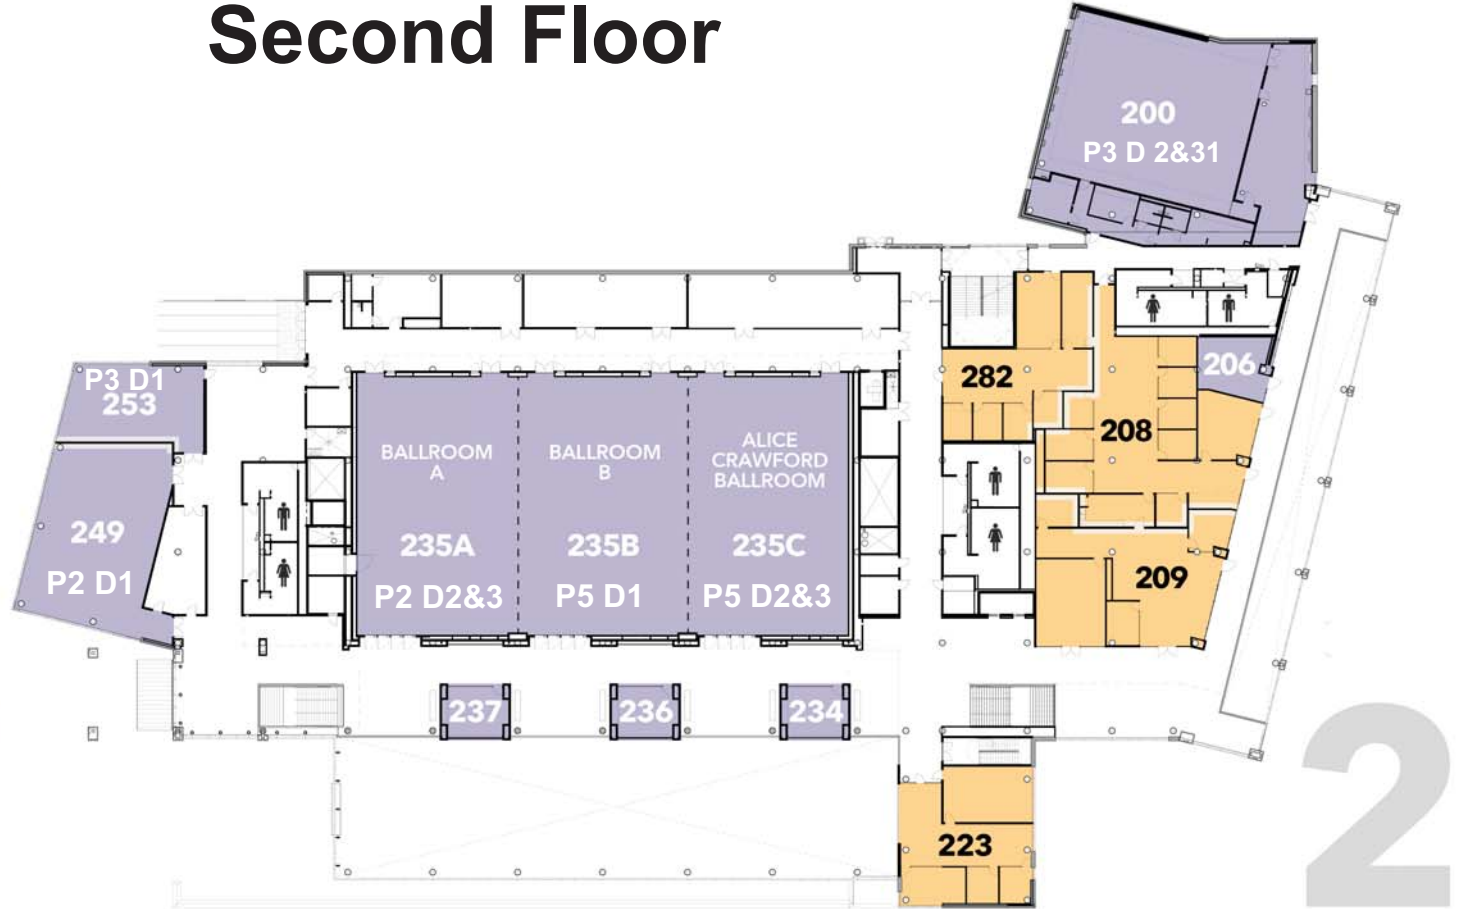 Second Floor
200
P3 D 2&31
206
282
208
P3 D1
253
BALLROOM
A
BALLROOM
B
ALICE
CRAWFORD
BALLROOM
249
P2 D1
235A
P2 D2&3
235B
P5 D1
235C
P5 D2&3
209
237
236
234
223
2